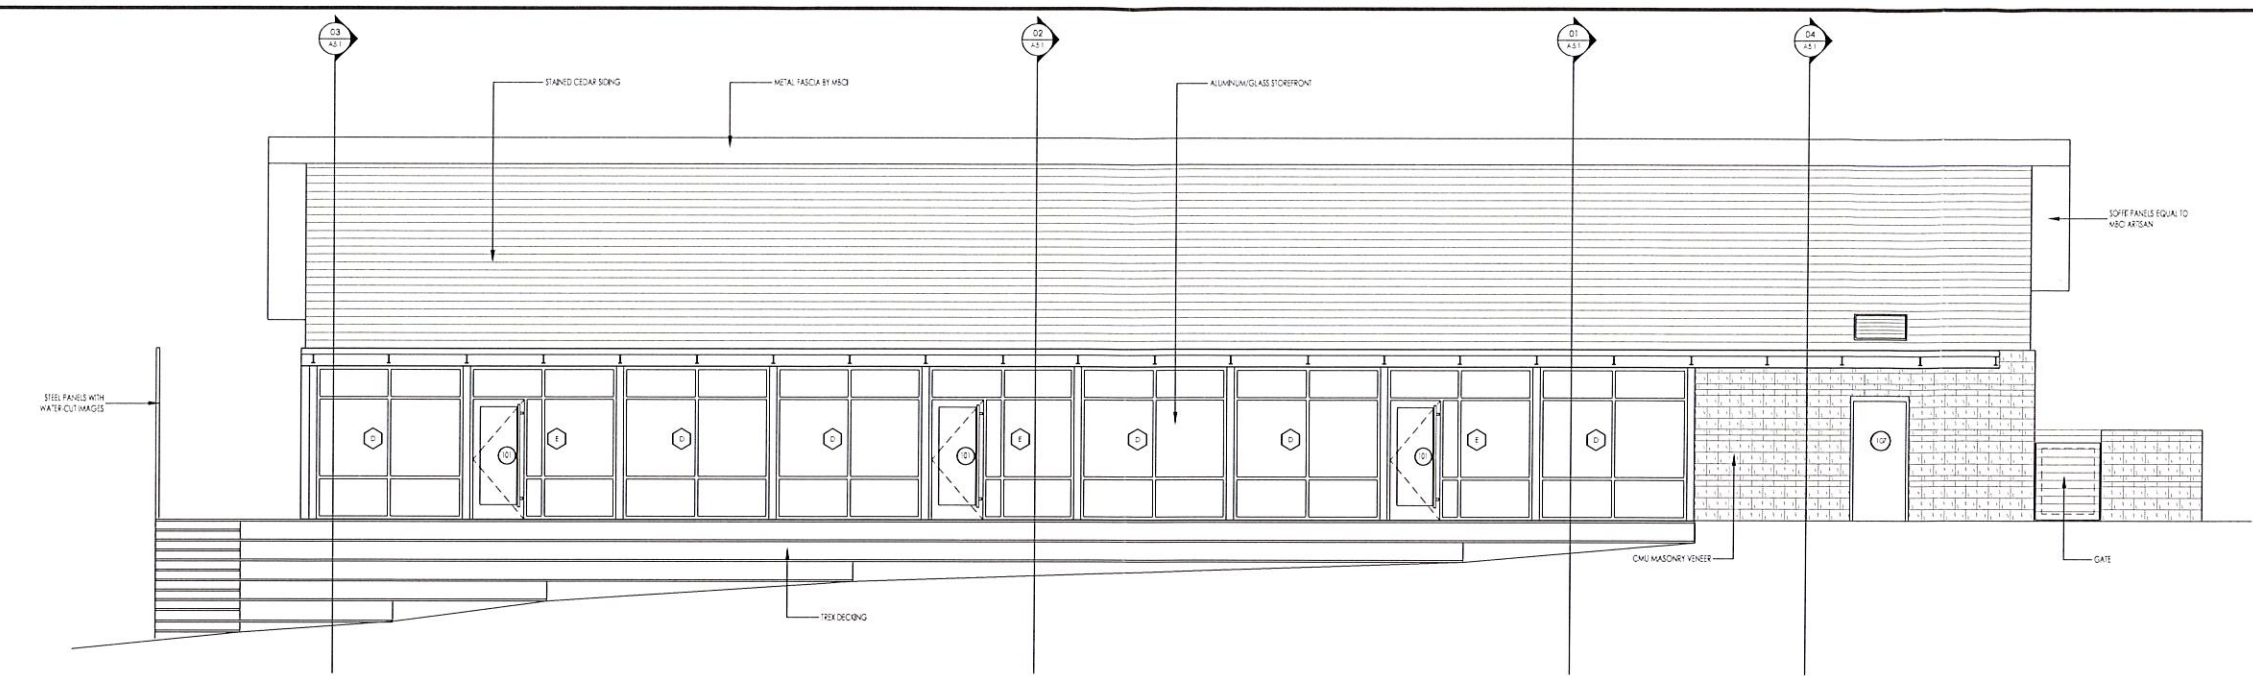 03
A5.1
02
A5.1
01
A5.1
04
A5.1
STAINED CEDAR SIDING
METAL FASCIA BY MBCI
ALUMINUM/GLASS STOREFRONT
SOFFIT PANELS EQUAL TO
MBCI ARTISAN
STEEL PANELS WITH
WATER-CUT IMAGES
D
101
E
D
D
101
E
D
D
101
E
D
107
CMU MASONRY VENEER
GATE
TREX DECKING